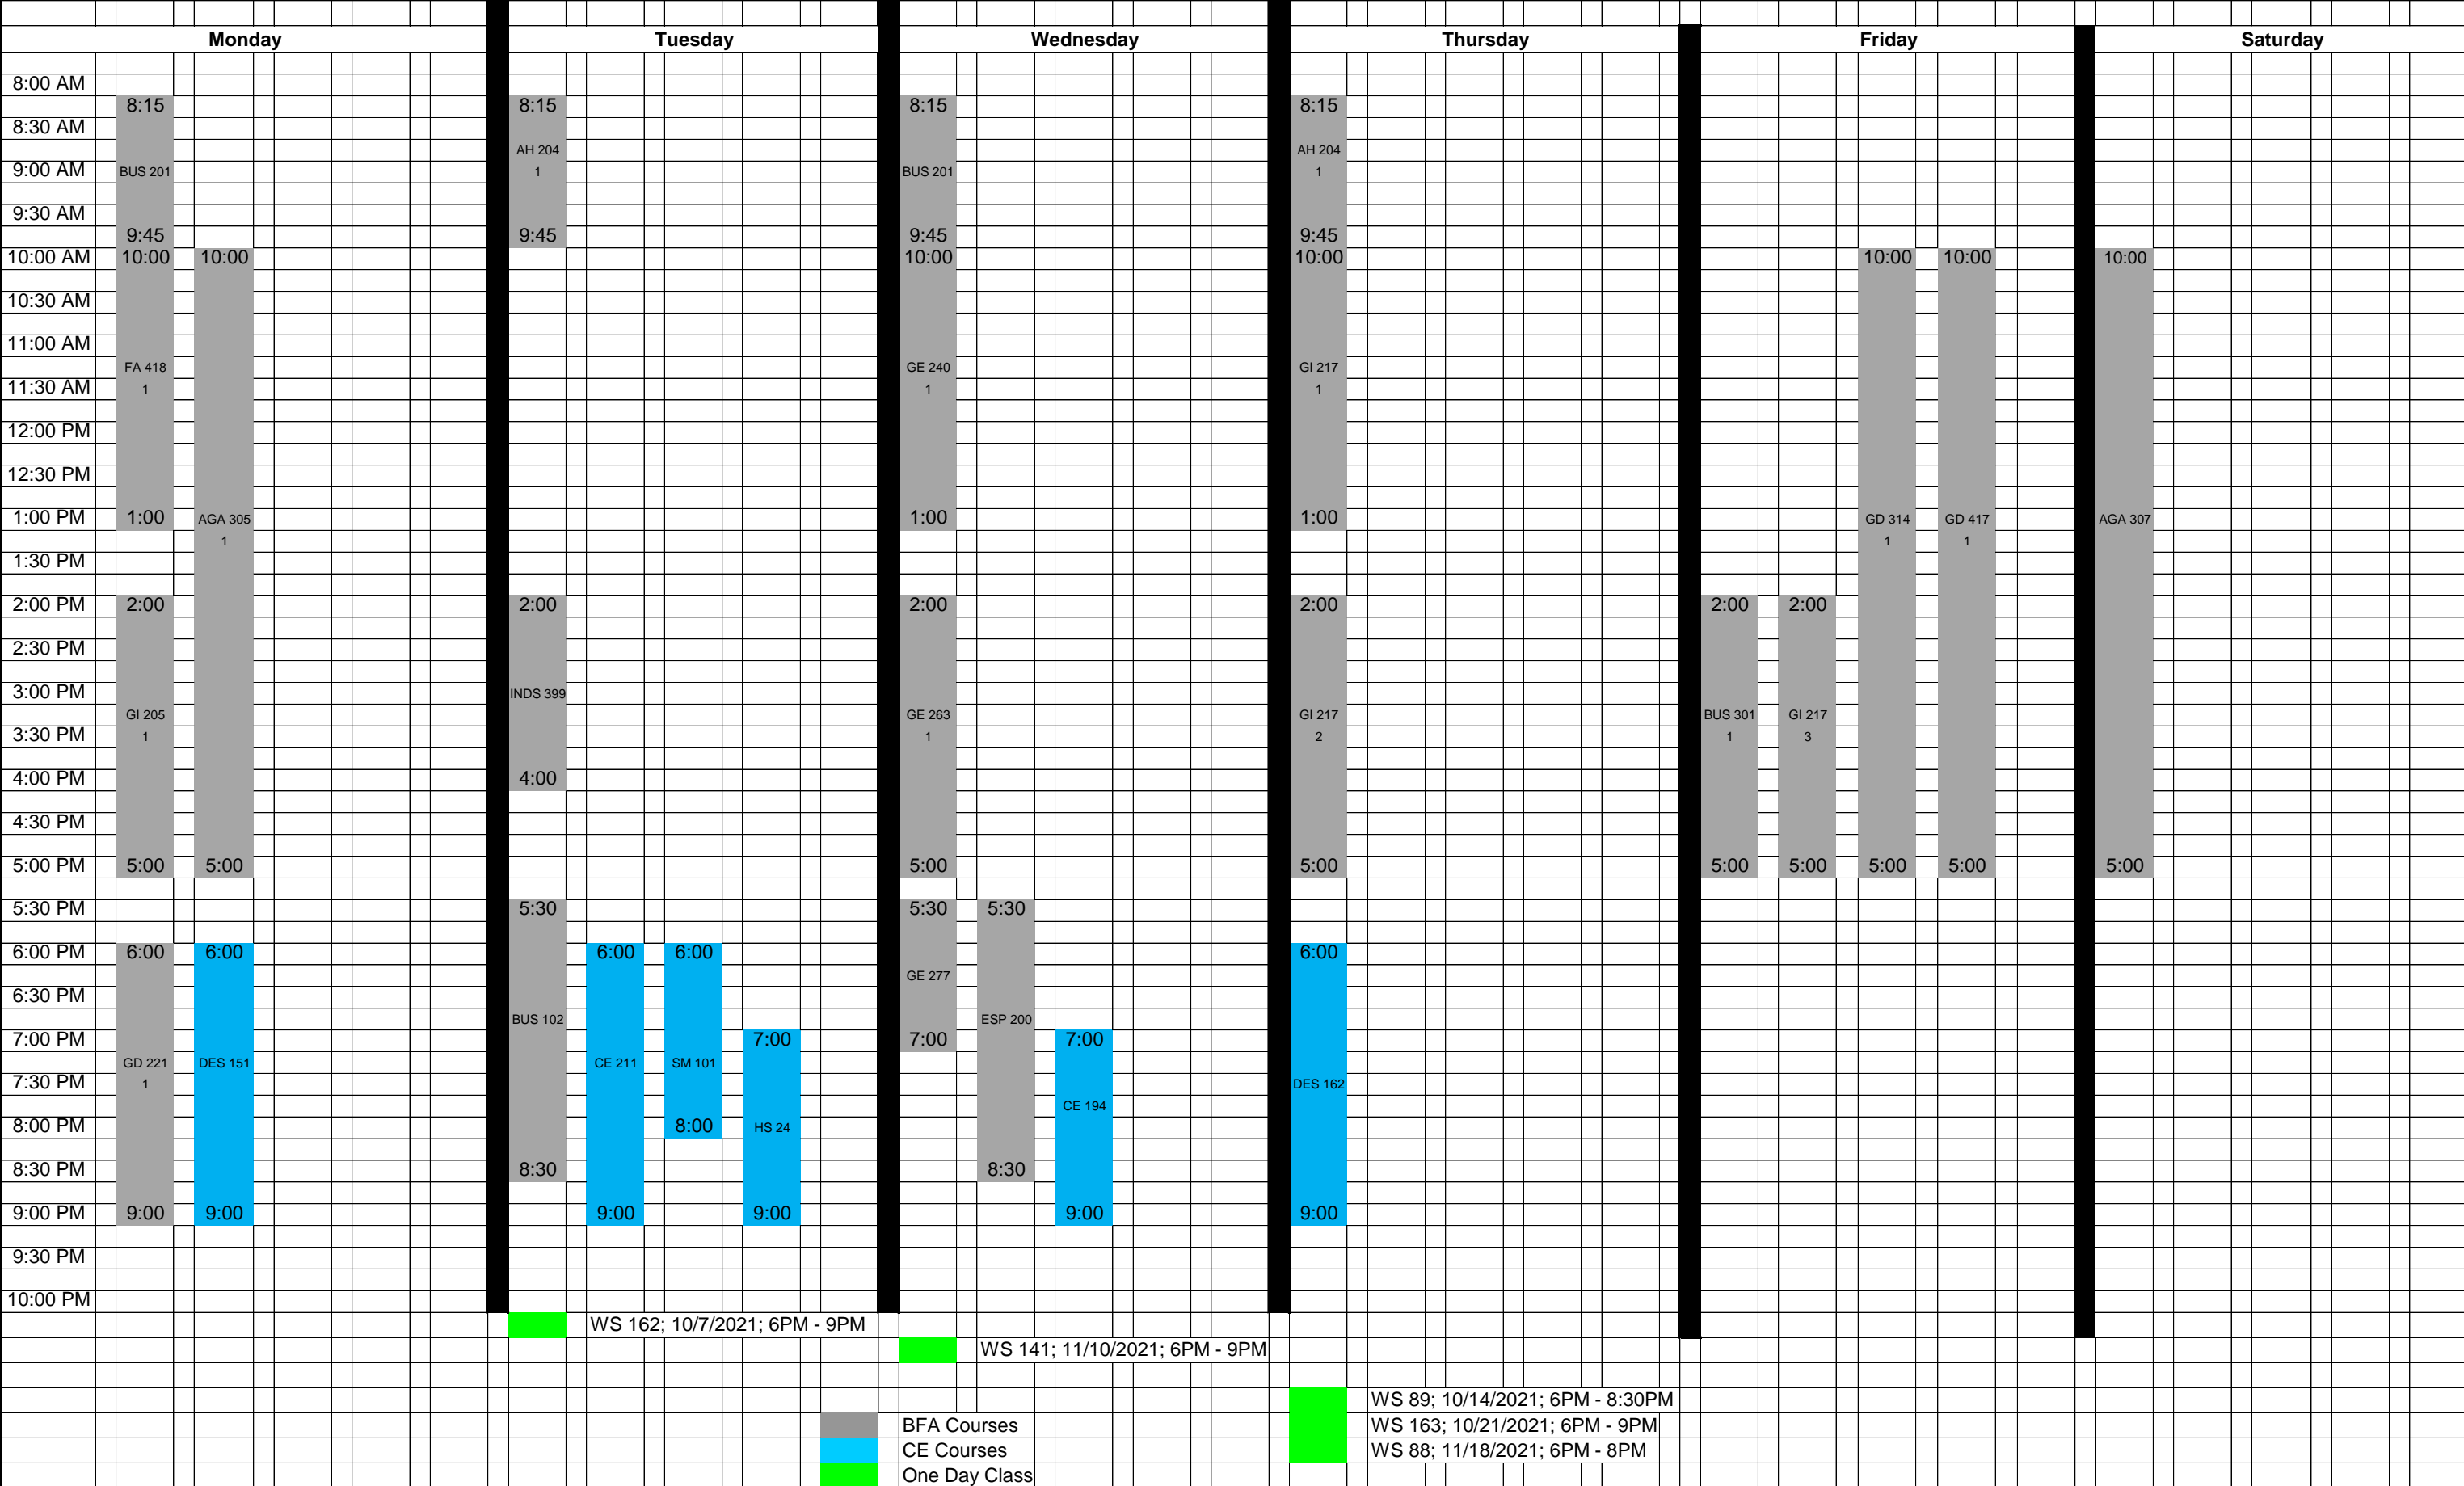 Monday Tuesday Wednesday Thursday Friday Saturday
8:00 AM
8:15 8:15 8:15 8:15
8:30 AM
AH 204 AH 204
9:00 AM BUS 201 1 BUS 201 1
9:30 AM
9:45 9:45 9:45 9:45
10:00 AM 10:00 10:00 10:00 10:00 10:00 10:00 10:00
10:30 AM
11:00 AM
FA 418 GE 240 GI 217
11:30 AM 1 1 1
12:00 PM
12:30 PM
1:00 PM 1:00 AGA 305 1:00 1:00 GD 314 GD 417 AGA 307
1 1 1
1:30 PM
2:00 PM 2:00 2:00 2:00 2:00 2:00 2:00
2:30 PM
3:00 PM INDS 399
GI 205 GE 263 GI 217 BUS 301 GI 217
3:30 PM 1 1 2 1 3
4:00 PM 4:00
4:30 PM
5:00 PM 5:00 5:00 5:00 5:00 5:00 5:00 5:00 5:00 5:00
5:30 PM 5:30 5:30 5:30
6:00 PM 6:00 6:00 6:00 6:00 6:00
GE 277
6:30 PM
BUS 102 ESP 200
7:00 PM 7:00 7:00 7:00
GD 221 DES 151 CE 211 SM 101
7:30 PM 1 DES 162
CE 194
8:00 PM 8:00 HS 24
8:30 PM 8:30 8:30
9:00 PM 9:00 9:00 9:00 9:00 9:00 9:00
9:30 PM
10:00 PM
WS 162; 10/7/2021; 6PM - 9PM
WS 141; 11/10/2021; 6PM - 9PM
WS 89; 10/14/2021; 6PM - 8:30PM
BFA Courses WS 163; 10/21/2021; 6PM - 9PM
CE Courses WS 88; 11/18/2021; 6PM - 8PM
One Day Class